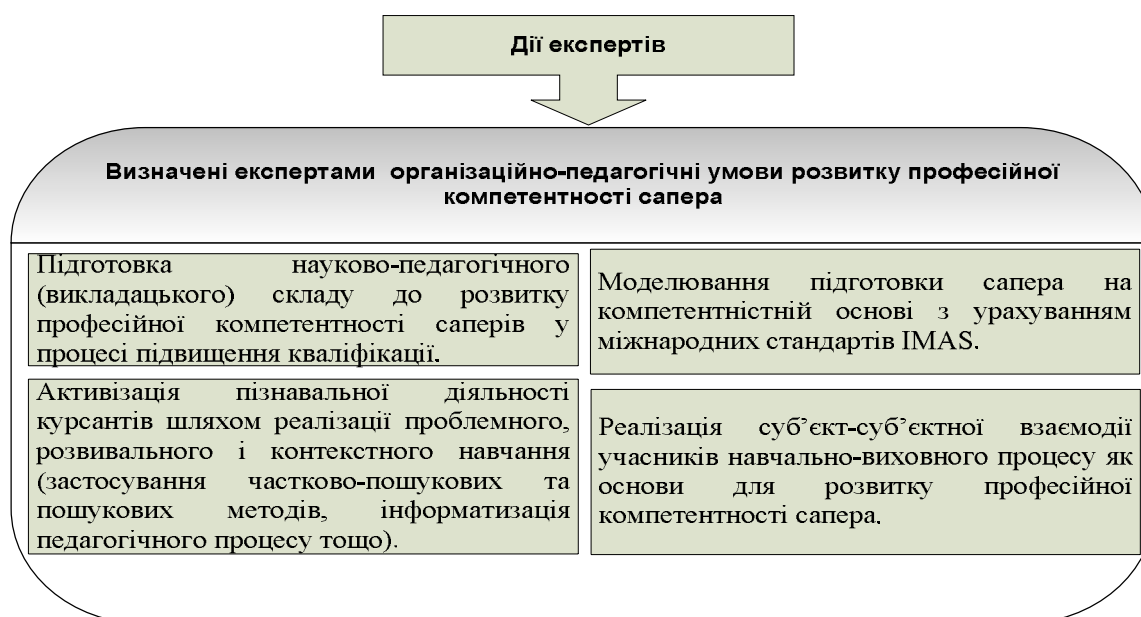 Дії експертів
Визначені експертами організаційно-педагогічні умови розвитку професійної
компетентності сапера
Підготовка науково-педагогічного
(викладацького) складу до розвитку
професійної компетентності саперів у
процесі підвищення кваліфікації.
Моделювання підготовки сапера на
компетентністній основі з урахуванням
міжнародних стандартів IMAS.
Активізація пізнавальної діяльності
курсантів шляхом реалізації проблемного,
розвивального і контекстного навчання
(застосування частково-пошукових та
пошукових методів, інформатизація
педагогічного процесу тощо).
Реалізація суб’єкт-суб’єктної взаємодії
учасників навчально-виховного процесу як
основи для розвитку професійної
компетентності сапера.